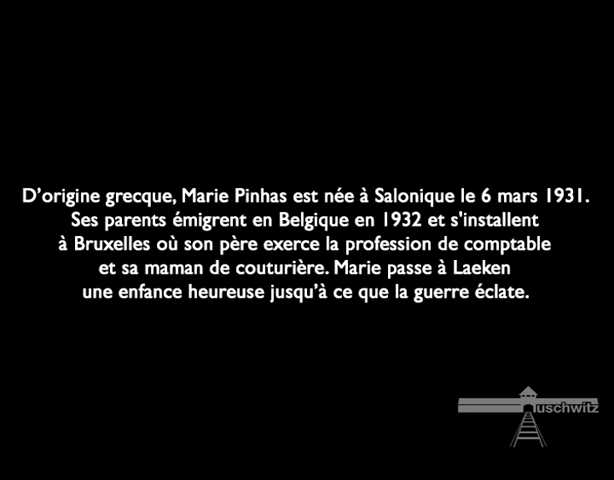 D’origine grecque, Marie Pinhas est née à Salonique le 6 mars 1931.
Ses parents émigrent en Belgique en 1932 et s'installent
à Bruxelles où son père exerce la profession de comptable
et sa maman de couturière. Marie passe à Laeken
une enfance heureuse jusqu’à ce que la guerre éclate.
uschwitz